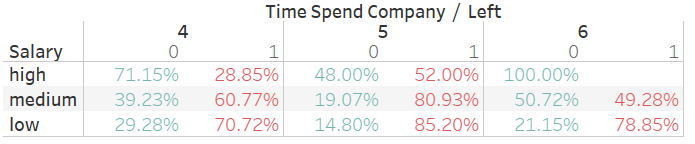 Time Spend Company / Left
4 5 6
Salary 0 1 0 1 0 1
high 71.15% 28.85% 48.00% 52.00% 100.00%
medium 39.23% 60.77% 19.07% 80.93% 50.72% 49.28%
low 29.28% 70.72% 14.80% 85.20% 21.15% 78.85%